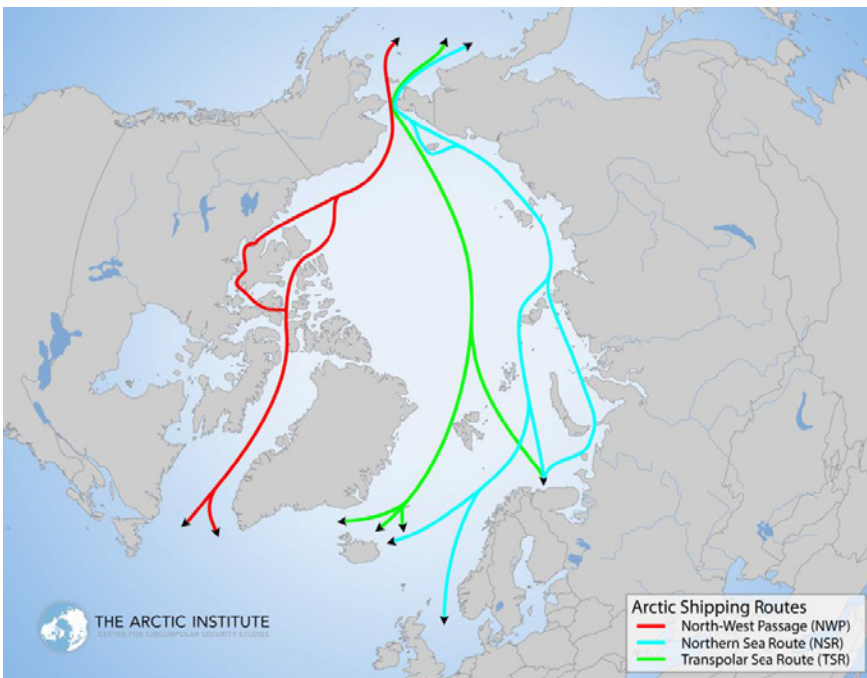 THE ARCTIC INSTITUTE
CENTER FOR CIRCUMPOLAR SECURITY STUDIES
Arctic Shipping Routes
North-West Passage (NWP)
Northern Sea Route (NSR)
Transpolar Sea Route (TSR)